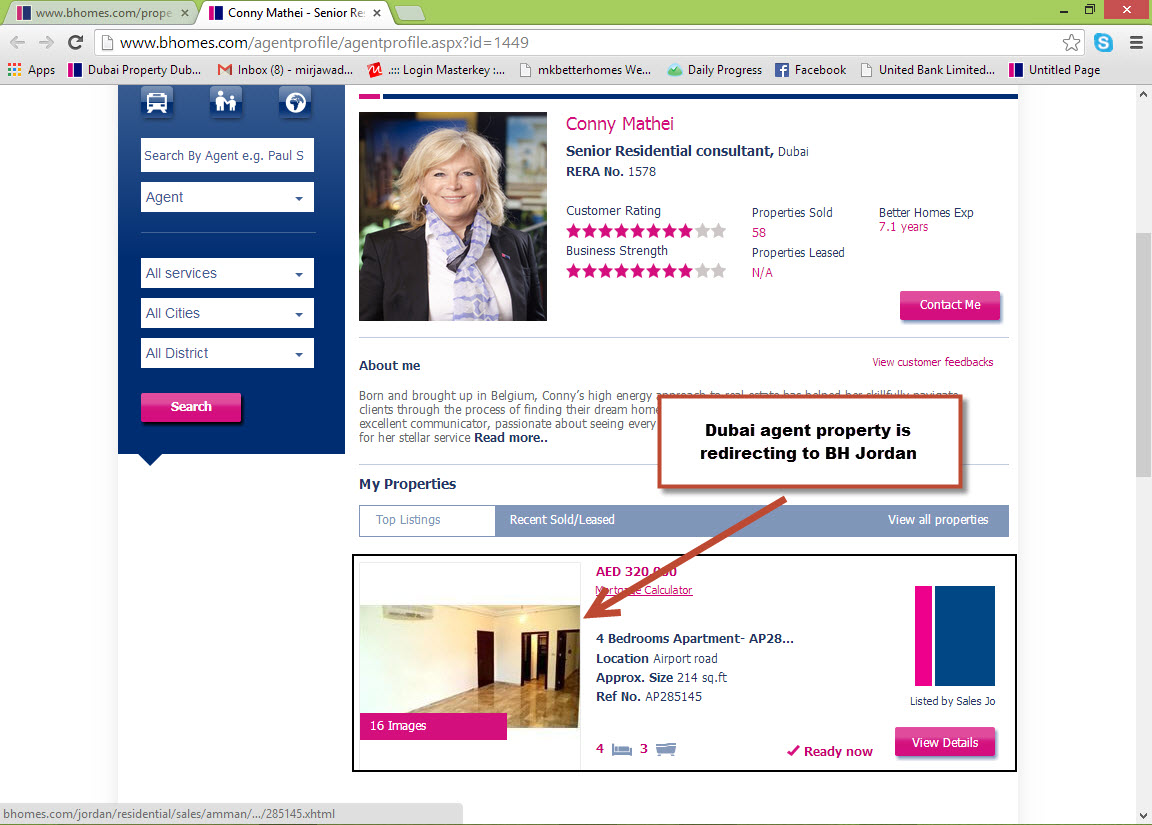 www.bhomes.com/prope
Conny Mathei - Senior Re
www.bhomes.com/agentprofile/agentprofile.aspx?id=1449
Apps
Dubai Property Dub...
Inbox (8) - mirjawad...
.::: Login Masterkey :...
mkbetterhomes We...
Daily Progress
Facebook
United Bank Limited...
Untitled Page
Search By Agent e.g. Paul S
Agent
All services
All Cities
All District
Search
Conny Mathei
Senior Residential consultant, Dubai
RERA No. 1578
Customer Rating
Business Strength
Properties Sold
58
Properties Leased
N/A
Better Homes Exp
7.1 years
Contact Me
About me
View customer feedbacks
Born and brought up in Belgium, Conny's high energy approach to real estate has helped her skillfully navigate
clients through the process of finding their dream home
excellent communicator, passionate about seeing every
for her stellar service Read more..
Dubai agent property is
redirecting to BH Jordan
My Properties
Top Listings
Recent Sold/Leased
View all properties
AED 320,000
Mortgage Calculator
4 Bedrooms Apartment- AP28...
Location Airport road
Approx. Size 214 sq.ft
Ref No. AP285145
16 Images
4
3
Ready now
Listed by Sales Jo
View Details
bhomes.com/jordan/residential/sales/amman/.../285145.xhtml